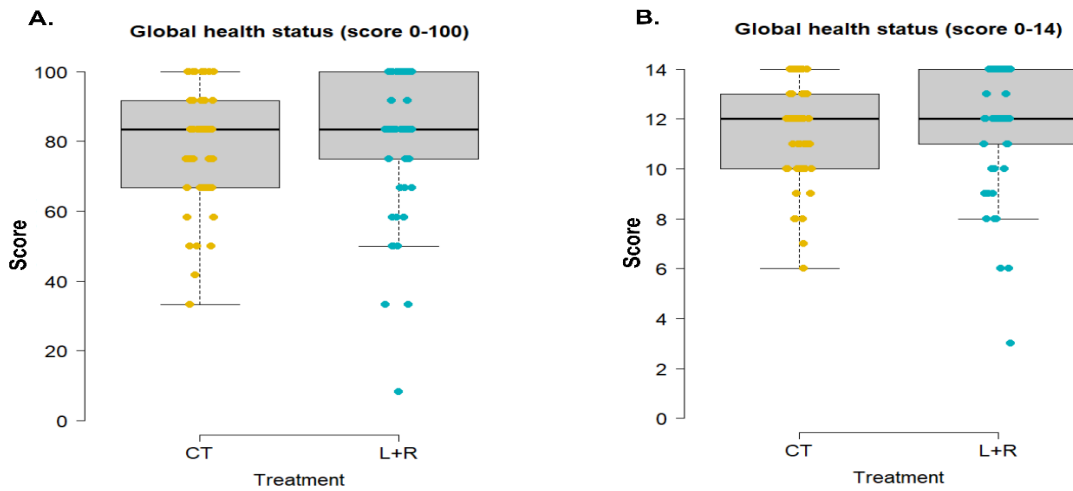 A.
Global health status (score 0-100)
100
80
60
40
20
0
Score
CT
L+R
Treatment
B.
Global health status (score 0-14)
14
12
10
8
6
4
2
0
Score
CT
L+R
Treatment